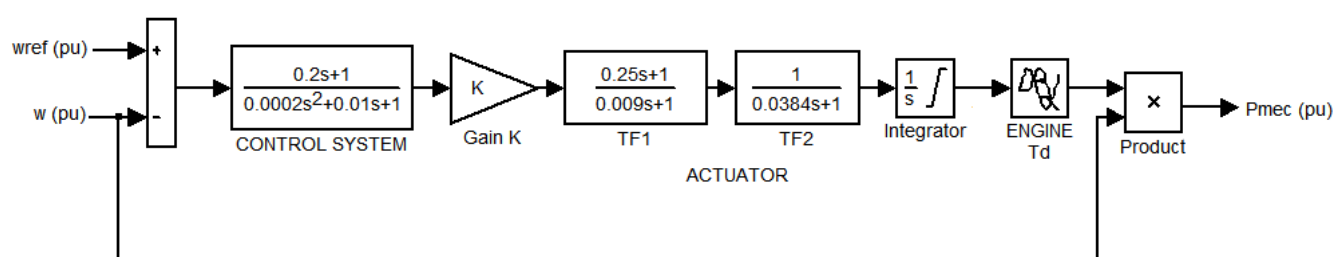 wref (pu)
w (pu)
+
-
0.2s+1
0.0002s²+0.01s+1
CONTROL SYSTEM
K
Gain K
0.25s+1
0.009s+1
TF1
1
0.0384s+1
TF2
ACTUATOR
1
s
Integrator
ENGINE
Td
×
Product
Pmec (pu)